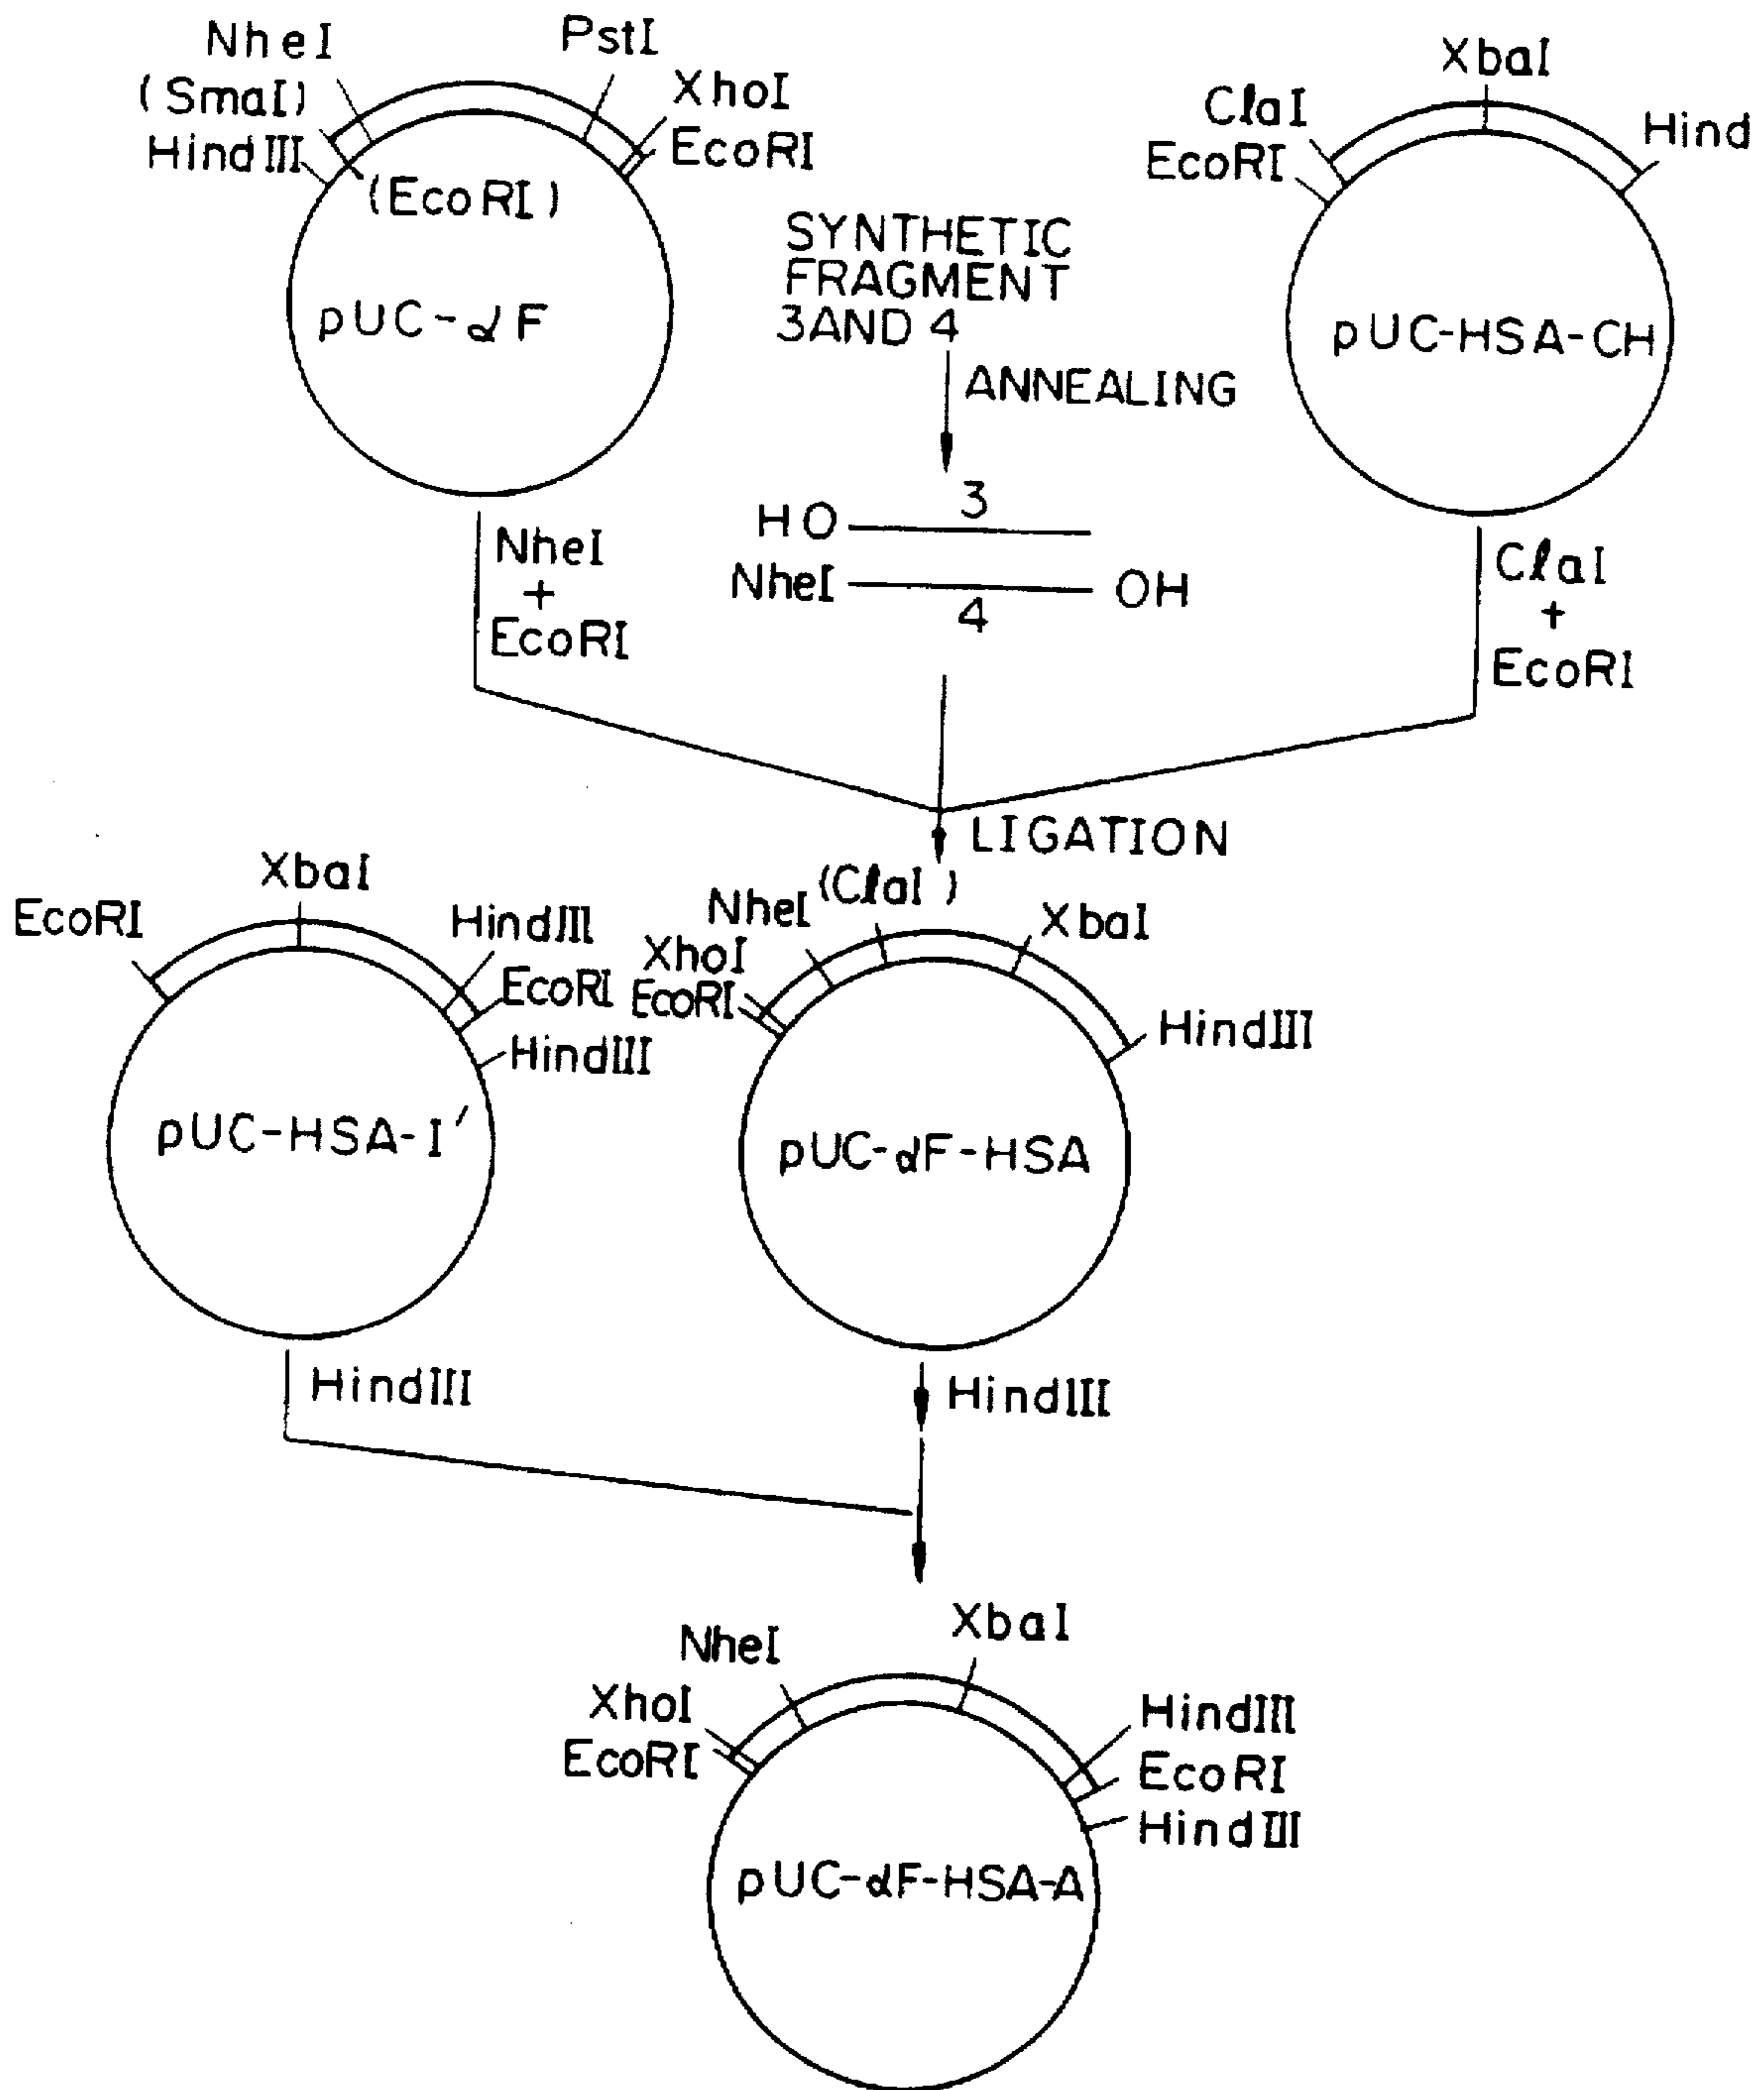 NheI
(SmaI)
HindIII
(EcoRI)
PstI
XhoI
EcoRI
pUC-αF
NheI
+
EcoRI
SYNTHETIC
FRAGMENT
3AND 4
ANNEALING
3
HO
NheI
OH
4
XbaI
ClaI
EcoRI
Hind
pUC-HSA-CH
ClaI
+
EcoRI
LIGATION
XbaI
EcoRI
HindIII
EcoRI
HindIII
pUC-HSA-I'
HindIII
(ClaI)
NheI
XhoI
EcoRI
XbaI
HindIII
pUC-αF-HSA
HindIII
XbaI
NheI
XhoI
EcoRI
HindIII
EcoRI
HindIII
pUC-αF-HSA-A